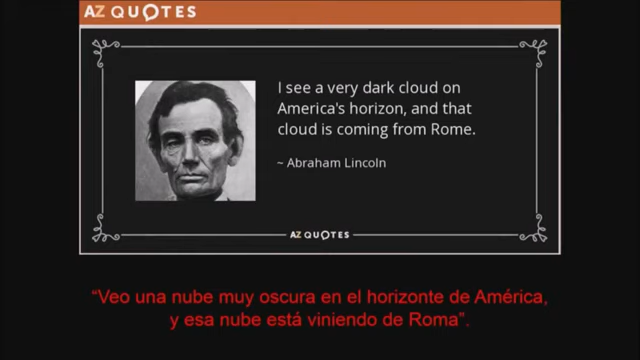 AZ QUOTES
I see a very dark cloud on
America's horizon, and that
cloud is coming from Rome.
~ Abraham Lincoln
AZ QUOTES
“Veo una nube muy oscura en el horizonte de América,
y esa nube está viniendo de Roma”.